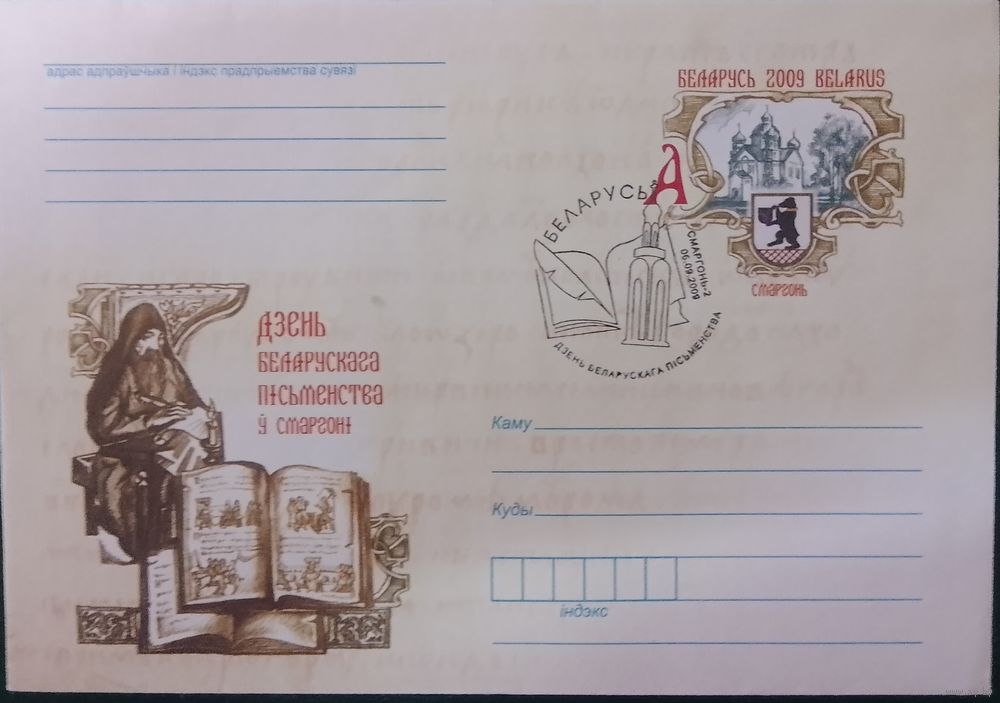 адрас адпраўшчыка і індэкс прадпрыемства сувязі
БЕЛАРУСЬ 2009 BELARUS
А
СМАРГОНЬ
БЕЛАРУСЬ
СМАРГОНЬ-2
06.09.2009
ДЗЕНЬ БЕЛАРУСКАГА ПІСЬМЕНСТВА
ДЗЕНЬ
БЕЛАРУСКАГА
ПІСЬМЕНСТВА
Ў СМАРГОНІ
Каму
Куды
індэкс